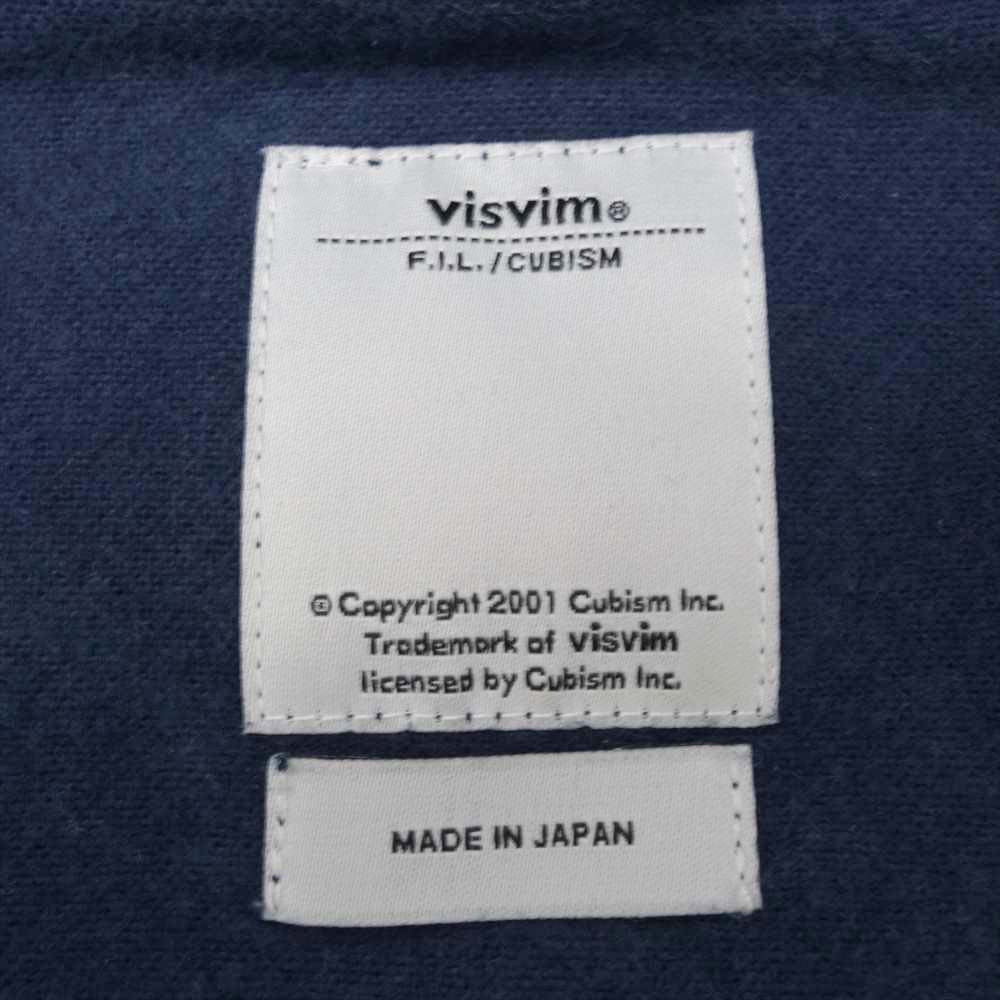 visvim®
F.I.L./CUBISM
© Copyright 2001 Cubism Inc.
Trademark of visvim
licensed by Cubism Inc.
MADE IN JAPAN